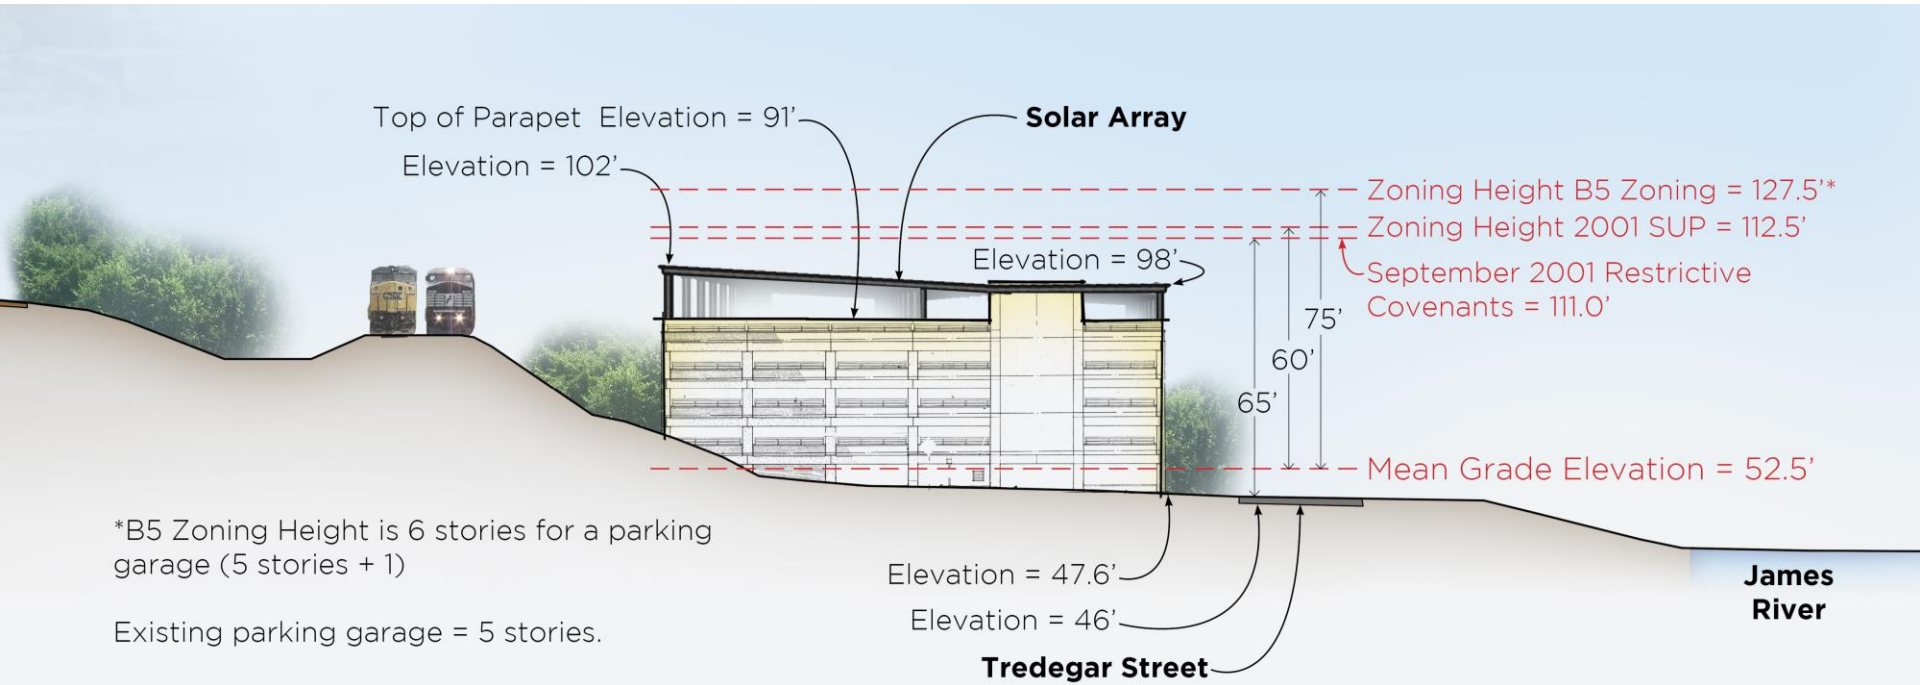 Top of Parapet Elevation = 91’
Solar Array
Elevation = 102’
Zoning Height B5 Zoning = 127.5’*
Zoning Height 2001 SUP = 112.5’
Elevation = 98’
September 2001 Restrictive
Covenants = 111.0’
75’
60’
65’
Mean Grade Elevation = 52.5’
*B5 Zoning Height is 6 stories for a parking
garage (5 stories + 1)
Existing parking garage = 5 stories.
Elevation = 47.6’
Elevation = 46’
Tredegar Street
James
River